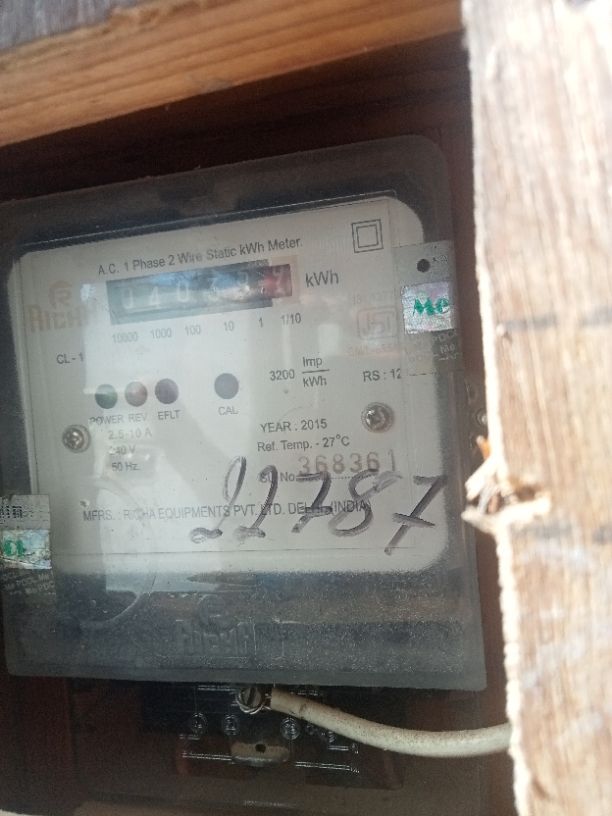 A.C. 1 Phase 2 Wire Static kWh Meter.
kWh
RICHA
10000 1000 100 10 1 1/10
CL - 1
3200 Imp/kWh
RS : 12
POWER REV. EFLT CAL
2.5-10 A
240 V
50 Hz.
YEAR : 2015
Ref. Temp. - 27°C
368361
22787
MFRS. : RICHA EQUIPMENTS PVT. LTD. DELHI (INDIA)